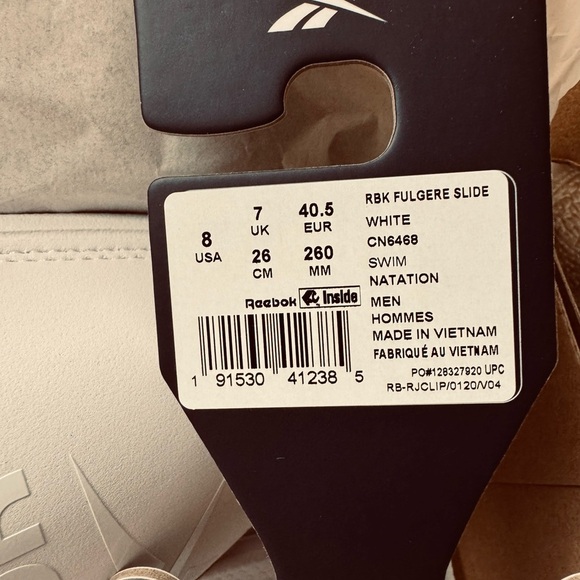 8
USA
7
UK
40.5
EUR
26
CM
260
MM
Reebok Inside
1 91530 41238 5
RBK FULGERE SLIDE
WHITE
CN6468
SWIM
NATATION
MEN
HOMMES
MADE IN VIETNAM
FABRIQUÉ AU VIETNAM
PO#128327920 UPC
RB-RJCLIP/0120/V04